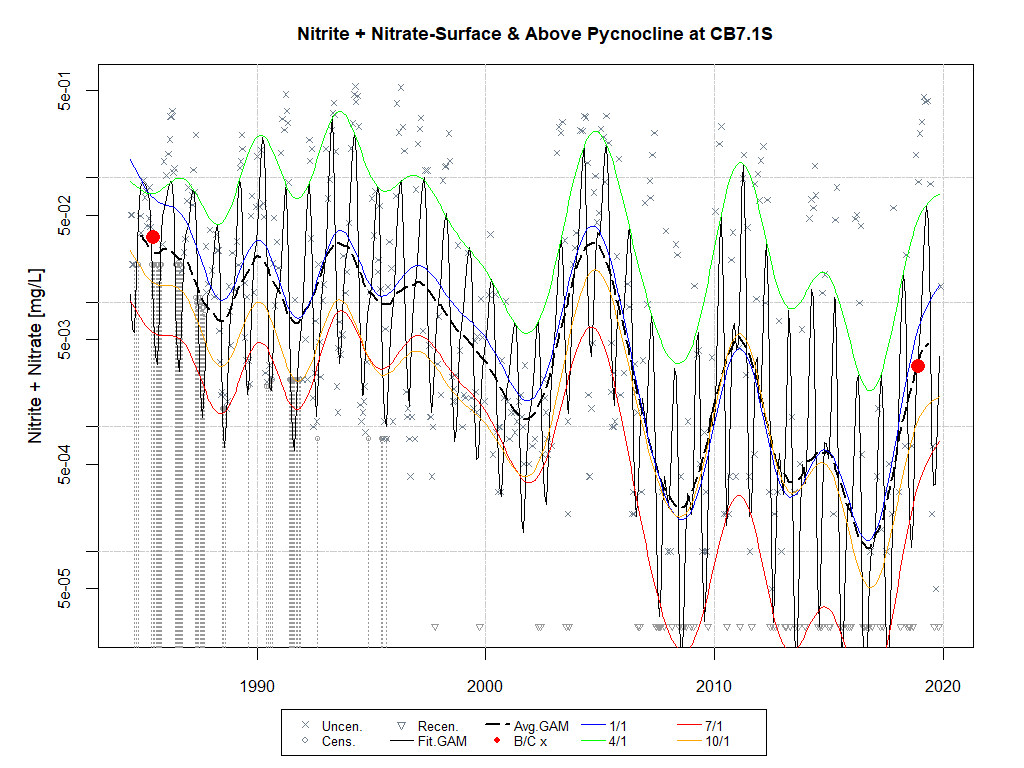 Nitrite + Nitrate-Surface & Above Pycnocline at CB7.1S
Nitrite + Nitrate [mg/L]
5e-01
5e-02
5e-03
5e-04
5e-05
1990 2000 2010 2020
Uncen. Recen. Avg.GAM 1/1 7/1
Cens. Fit.GAM B/C x 4/1 10/1